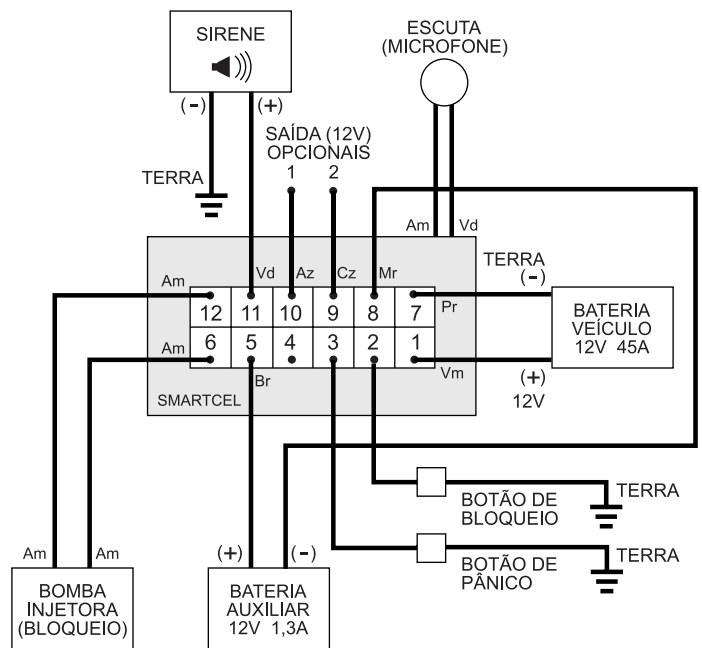 SIRENE
(-) (+)
TERRA
ESCUTA
(MICROFONE)
SAÍDA (12V)
OPCIONAIS
1 2
Am Vd
Am Vd Az Cz Mr
TERRA
(-)
12 11 10 9 8 7
Pr
6 5 4 3 2 1
Am Br Vm
SMARTCEL
BATERIA
VEÍCULO
12V 45A
(+)
12V
BOTÃO DE
BLOQUEIO
TERRA
BOTÃO DE
PÂNICO
TERRA
Am Am
BOMBA
INJETORA
(BLOQUEIO)
(+) (-)
BATERIA
AUXILIAR
12V 1,3A